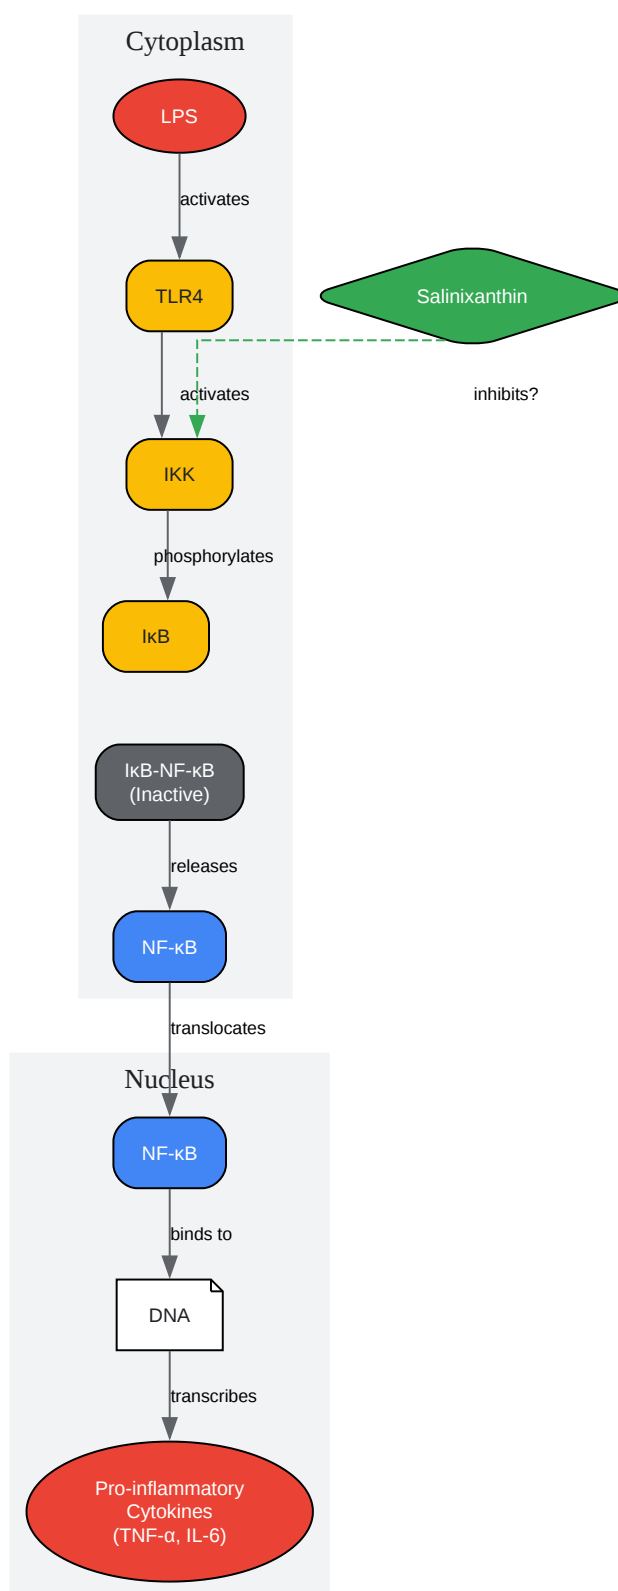 Cytoplasm
LPS
activates
TLR4
Salinixanthin
activates
inhibits?
IKK
phosphorylates
IκB
IκB-NF-κB
(Inactive)
releases
NF-κB
translocates
Nucleus
NF-κB
binds to
DNA
transcribes
Pro-inflammatory
Cytokines
(TNF-α, IL-6)